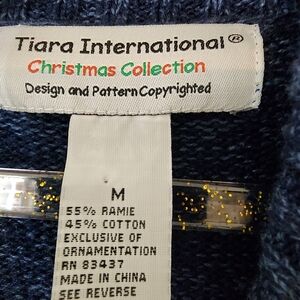 Tiara International®
Christmas Collection
Design and Pattern Copyrighted
M
55% RAMIE
45% COTTON
EXCLUSIVE OF
ORNAMENTATION
RN 83437
MADE IN CHINA
SEE REVERSE